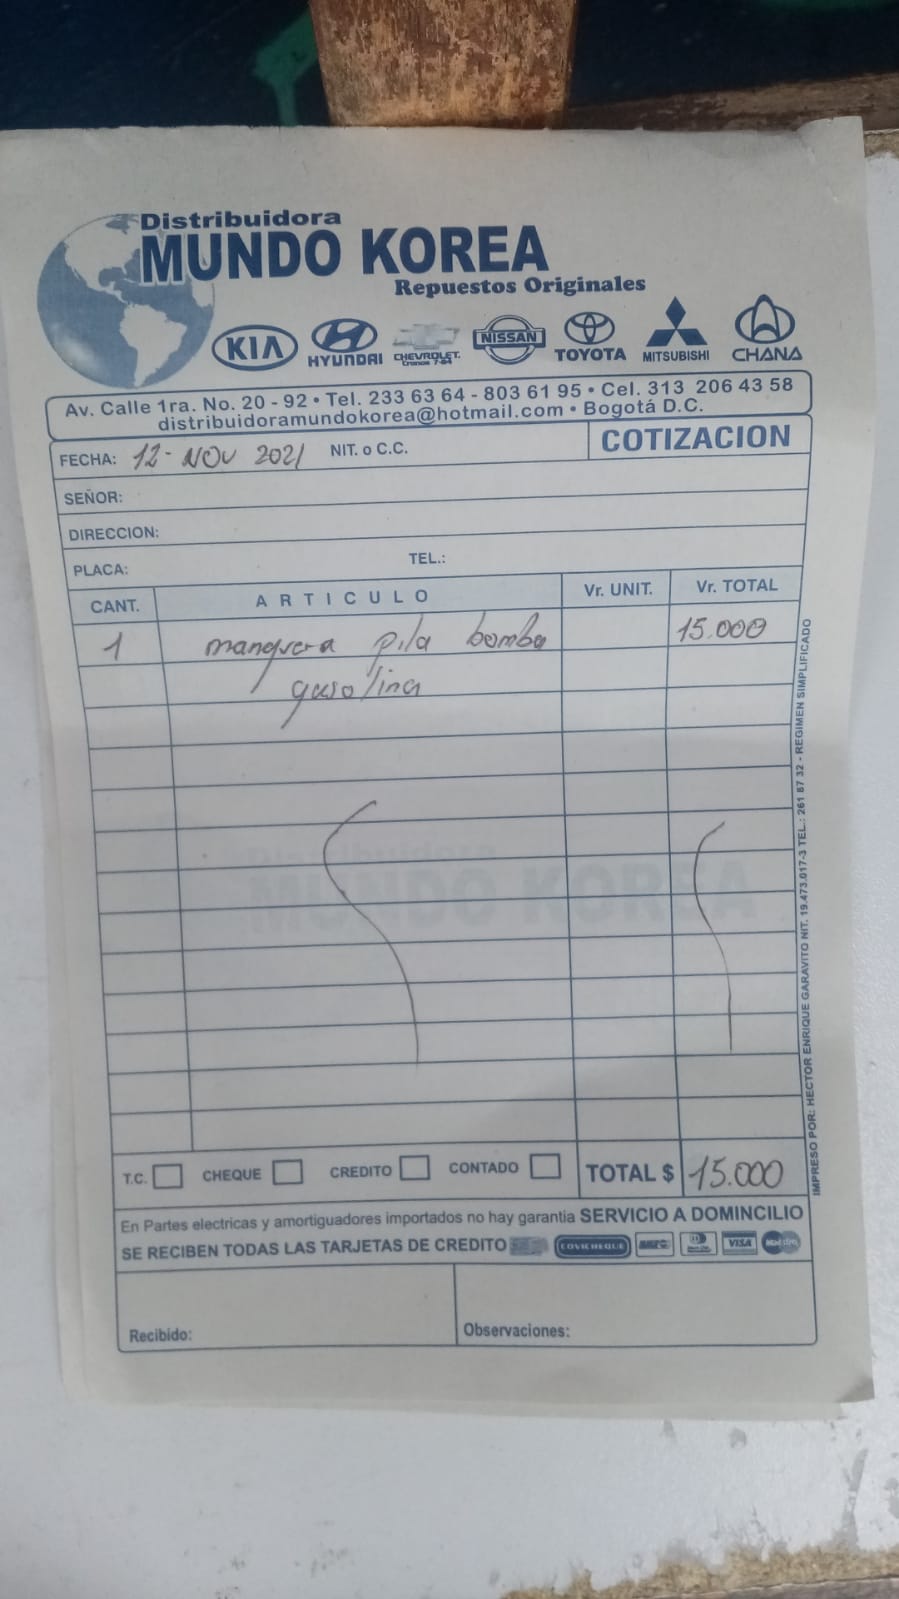 Distribuidora
MUNDO KOREA
Repuestos Originales
KIA HYUNDAI CHEVROLET. NISSAN TOYOTA MITSUBISHI CHANA
Av. Calle 1ra. No. 20 - 92 • Tel. 233 63 64 - 803 61 95 • Cel. 313 206 43 58
distribuidoramundokorea@hotmail.com • Bogotá D.C.
FECHA: 12-NOV 2021 NIT. o C.C. COTIZACION
SEÑOR:
DIRECCION:
PLACA: TEL.:
CANT. ARTICULO Vr. UNIT. Vr. TOTAL
1 manguera pila bomba 15.000
gasolina
MUNDO KOREA
T.C. CHEQUE CREDITO CONTADO TOTAL $ 15.000
En Partes electricas y amortiguadores importados no hay garantia SERVICIO A DOMINCILIO
SE RECIBEN TODAS LAS TARJETAS DE CREDITO COVICHEQUE VISA
Recibido: Observaciones:
IMPRESO POR: HECTOR ENRIQUE GARAVITO NIT. 19.473.017-3 TEL.: 261 87 32 - REGIMEN SIMPLIFICADO